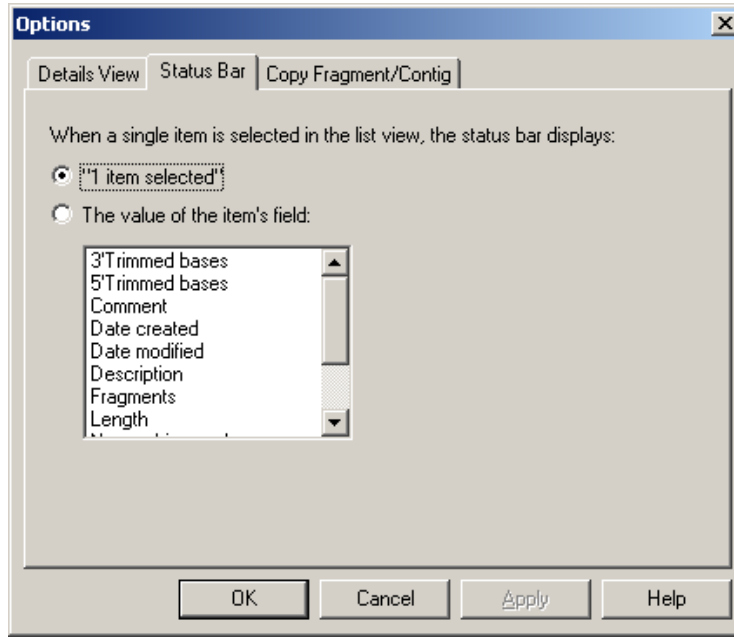 Options
Details View
Status Bar
Copy Fragment/Contig
When a single item is selected in the list view, the status bar displays:
"1 item selected"
The value of the item's field:
3'Trimmed bases
5'Trimmed bases
Comment
Date created
Date modified
Description
Fragments
Length
OK
Cancel
Apply
Help